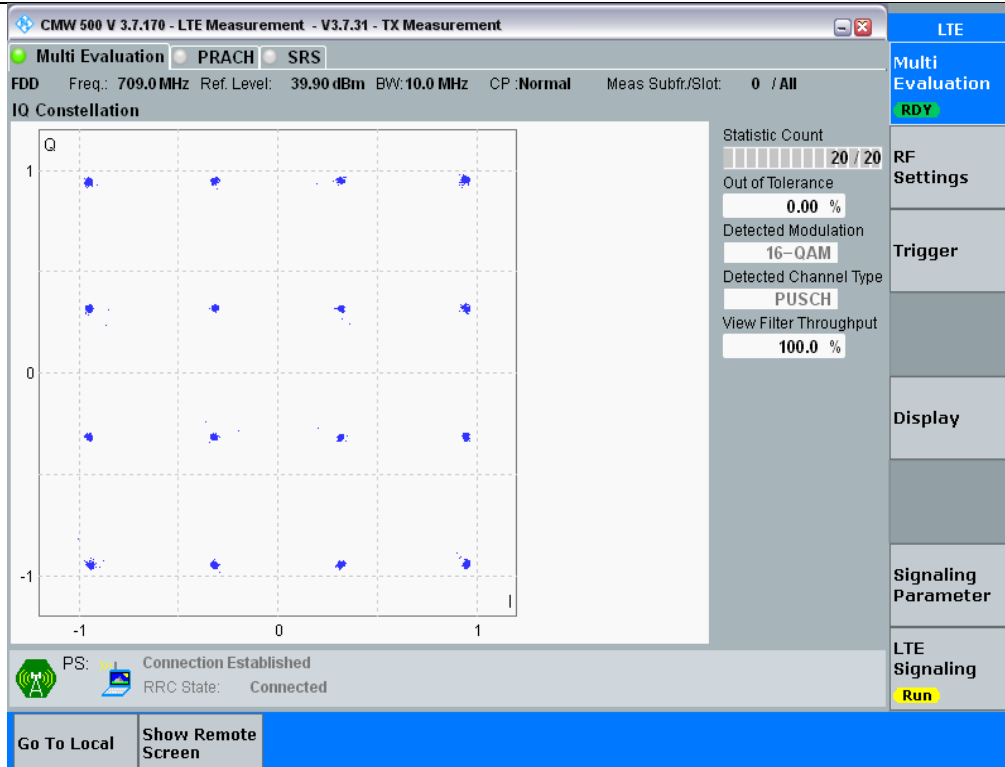 CMW 500 V 3.7.170 - LTE Measurement - V3.7.31 - TX Measurement
LTE
Multi Evaluation PRACH SRS
FDD Freq.: 709.0 MHz Ref. Level: 39.90 dBm BW: 10.0 MHz CP : Normal Meas Subfr./Slot: 0 / All
IQ Constellation
Q
1
0
-1
-1 0 1
I
Statistic Count
20 / 20
Out of Tolerance
0.00 %
Detected Modulation
16-QAM
Detected Channel Type
PUSCH
View Filter Throughput
100.0 %
PS: Connection Established
RRC State: Connected
Multi
Evaluation
RDY
RF
Settings
Trigger
Display
Signaling
Parameter
LTE
Signaling
Run
Go To Local
Show Remote
Screen